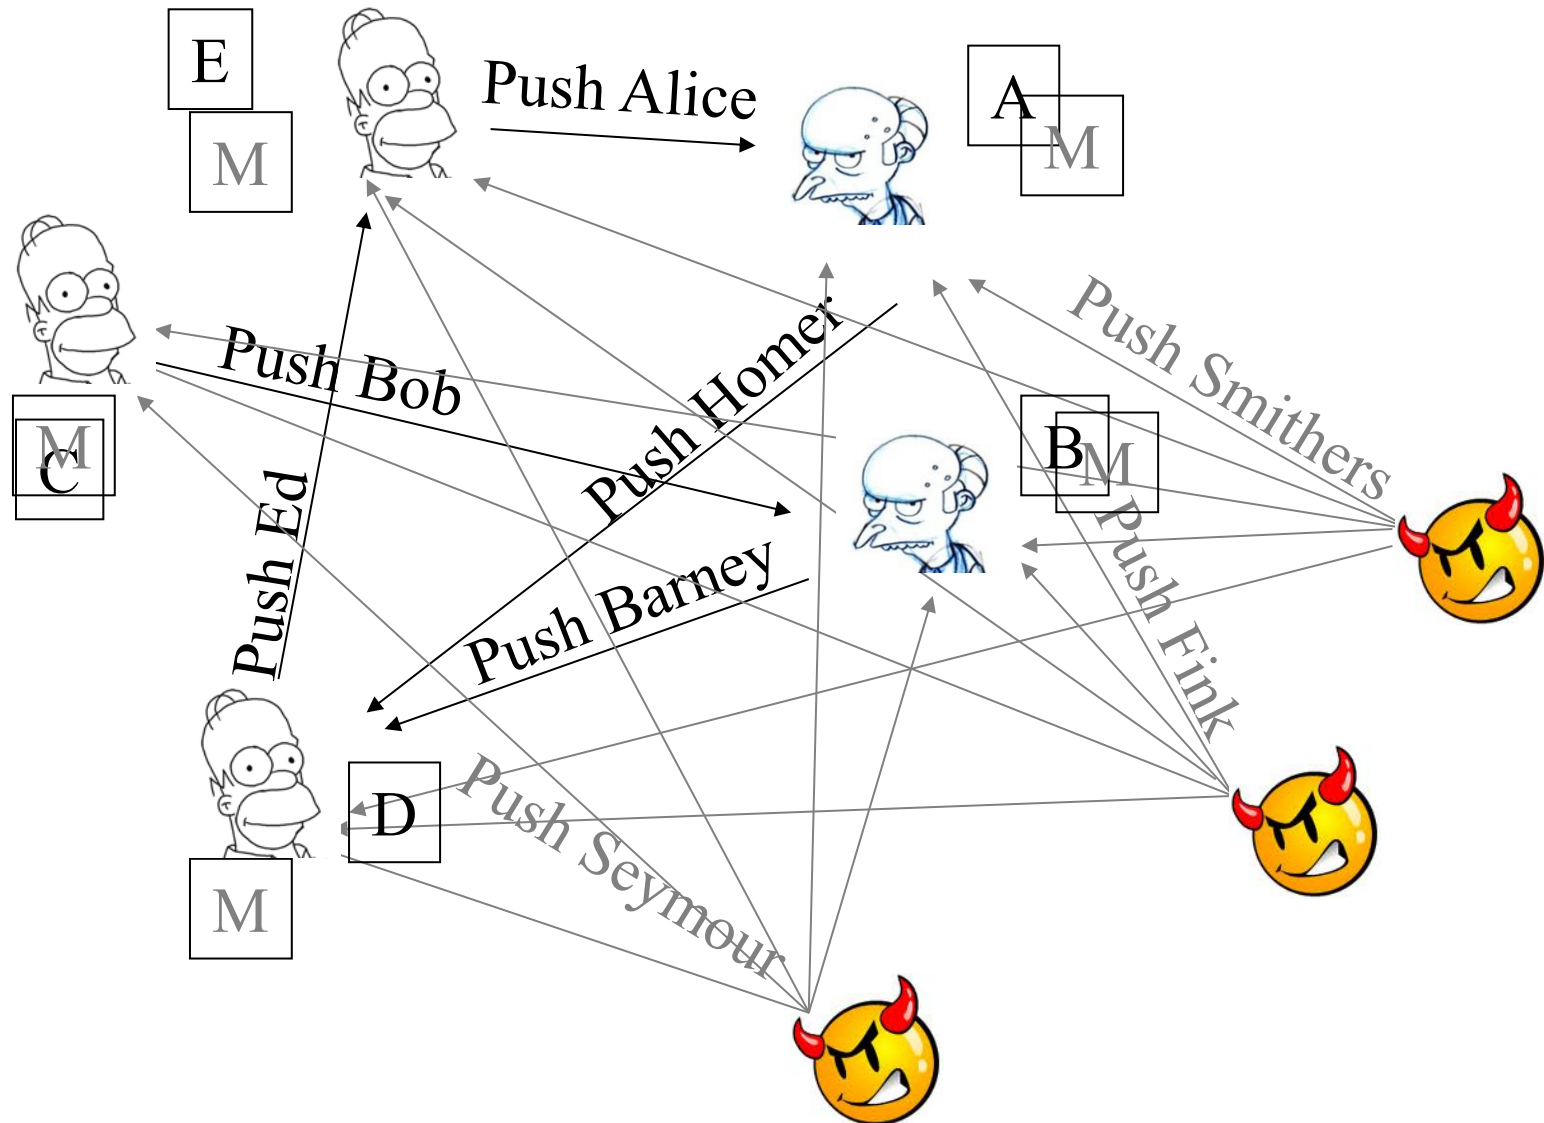 E
Push Alice
A
M
M
Push Homer
Push Smithers
Push Bob
M
C
B
M
Push Ed
Push Barney
Push Fink
D
Push Seymour
M